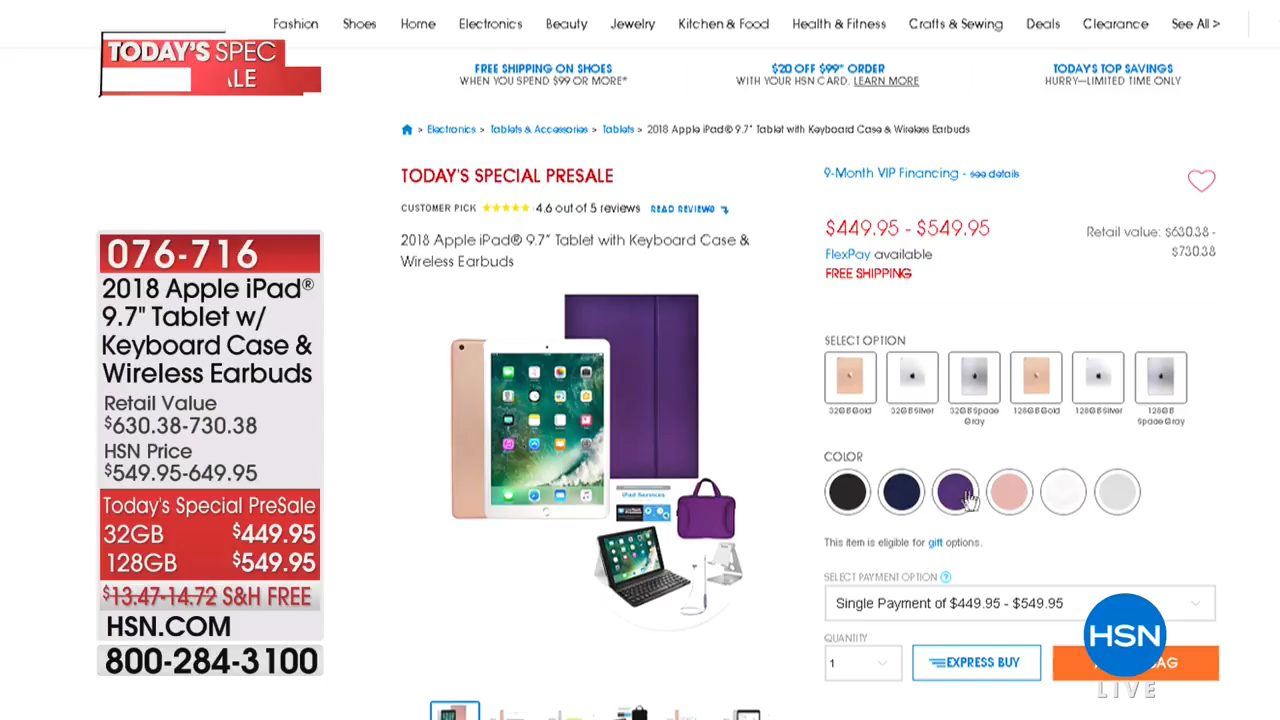 Fashion Shoes Home Electronics Beauty Jewelry Kitchen & Food Health & Fitness Crafts & Sewing Deals Clearance See All >
TODAY'S SPEC
LE
FREE SHIPPING ON SHOES
WHEN YOU SPEND $99 OR MORE*
$20 OFF $99* ORDER
WITH YOUR HSN CARD. LEARN MORE
TODAY'S TOP SAVINGS
HURRY—LIMITED TIME ONLY
> Electronics > Tablets & Accessories > Tablets > 2018 Apple iPad® 9.7" Tablet with Keyboard Case & Wireless Earbuds
TODAY'S SPECIAL PRESALE
CUSTOMER PICK 4.6 out of 5 reviews READ REVIEWS
2018 Apple iPad® 9.7" Tablet with Keyboard Case &
Wireless Earbuds
9-Month VIP Financing - see details
$449.95 - $549.95
Retail value: $630.38 -
$730.38
FlexPay available
FREE SHIPPING
SELECT OPTION
32GB Gold
32GB Silver
32GB Space
Gray
128GB Gold
128GB Silver
128GB
Space Gray
COLOR
This item is eligible for gift options.
SELECT PAYMENT OPTION ?
Single Payment of $449.95 - $549.95
QUANTITY
1
EXPRESS BUY
AG
HSN
LIVE
iPad Services
076-716
2018 Apple iPad®
9.7" Tablet w/
Keyboard Case &
Wireless Earbuds
Retail Value
$630.38-730.38
HSN Price
$549.95-649.95
Today's Special PreSale
32GB $449.95
128GB $549.95
$13.47-14.72 S&H FREE
HSN.COM
800-284-3100